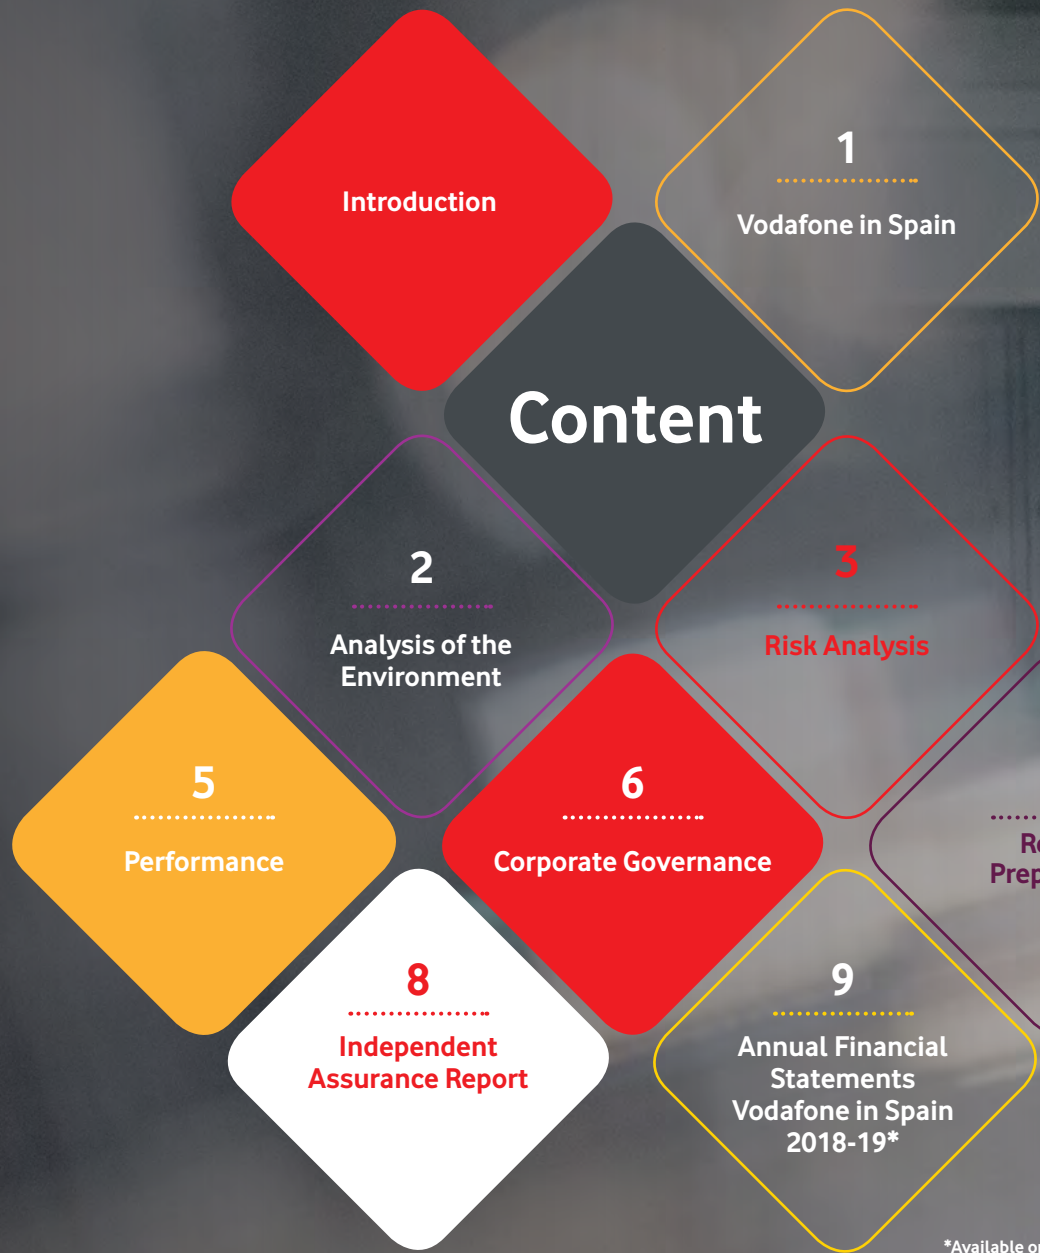 Introduction
1
Vodafone in Spain
Content
2
Analysis of the
Environment
3
Risk Analysis
5
Performance
6
Corporate Governance
8
Independent
Assurance Report
9
Annual Financial
Statements
Vodafone in Spain
2018-19*
*Available